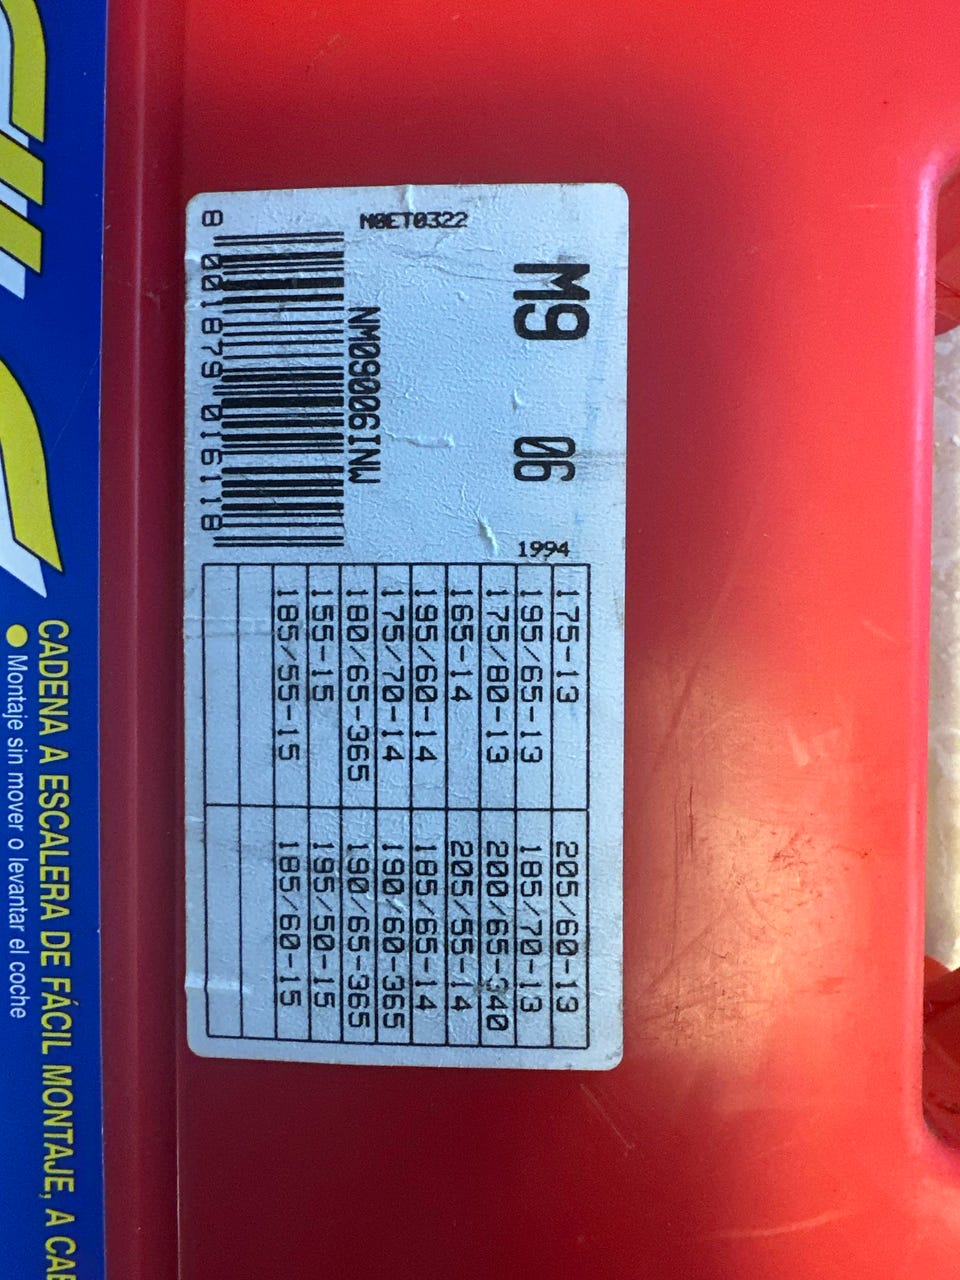 M9 06
1994
N0ET0322
NM09006INW
8 001879 016118
175-13 205/60-13
195/65-13 185/70-13
175/80-13 200/65-340
165-14 205/55-14
195/60-14 185/65-14
175/70-14 190/60-365
180/65-365 190/65-365
155-15 195/50-15
185/55-15 185/60-15
CADENA A ESCALERA DE FÁCIL MONTAJE, A
● Montaje sin mover o levantar el coche